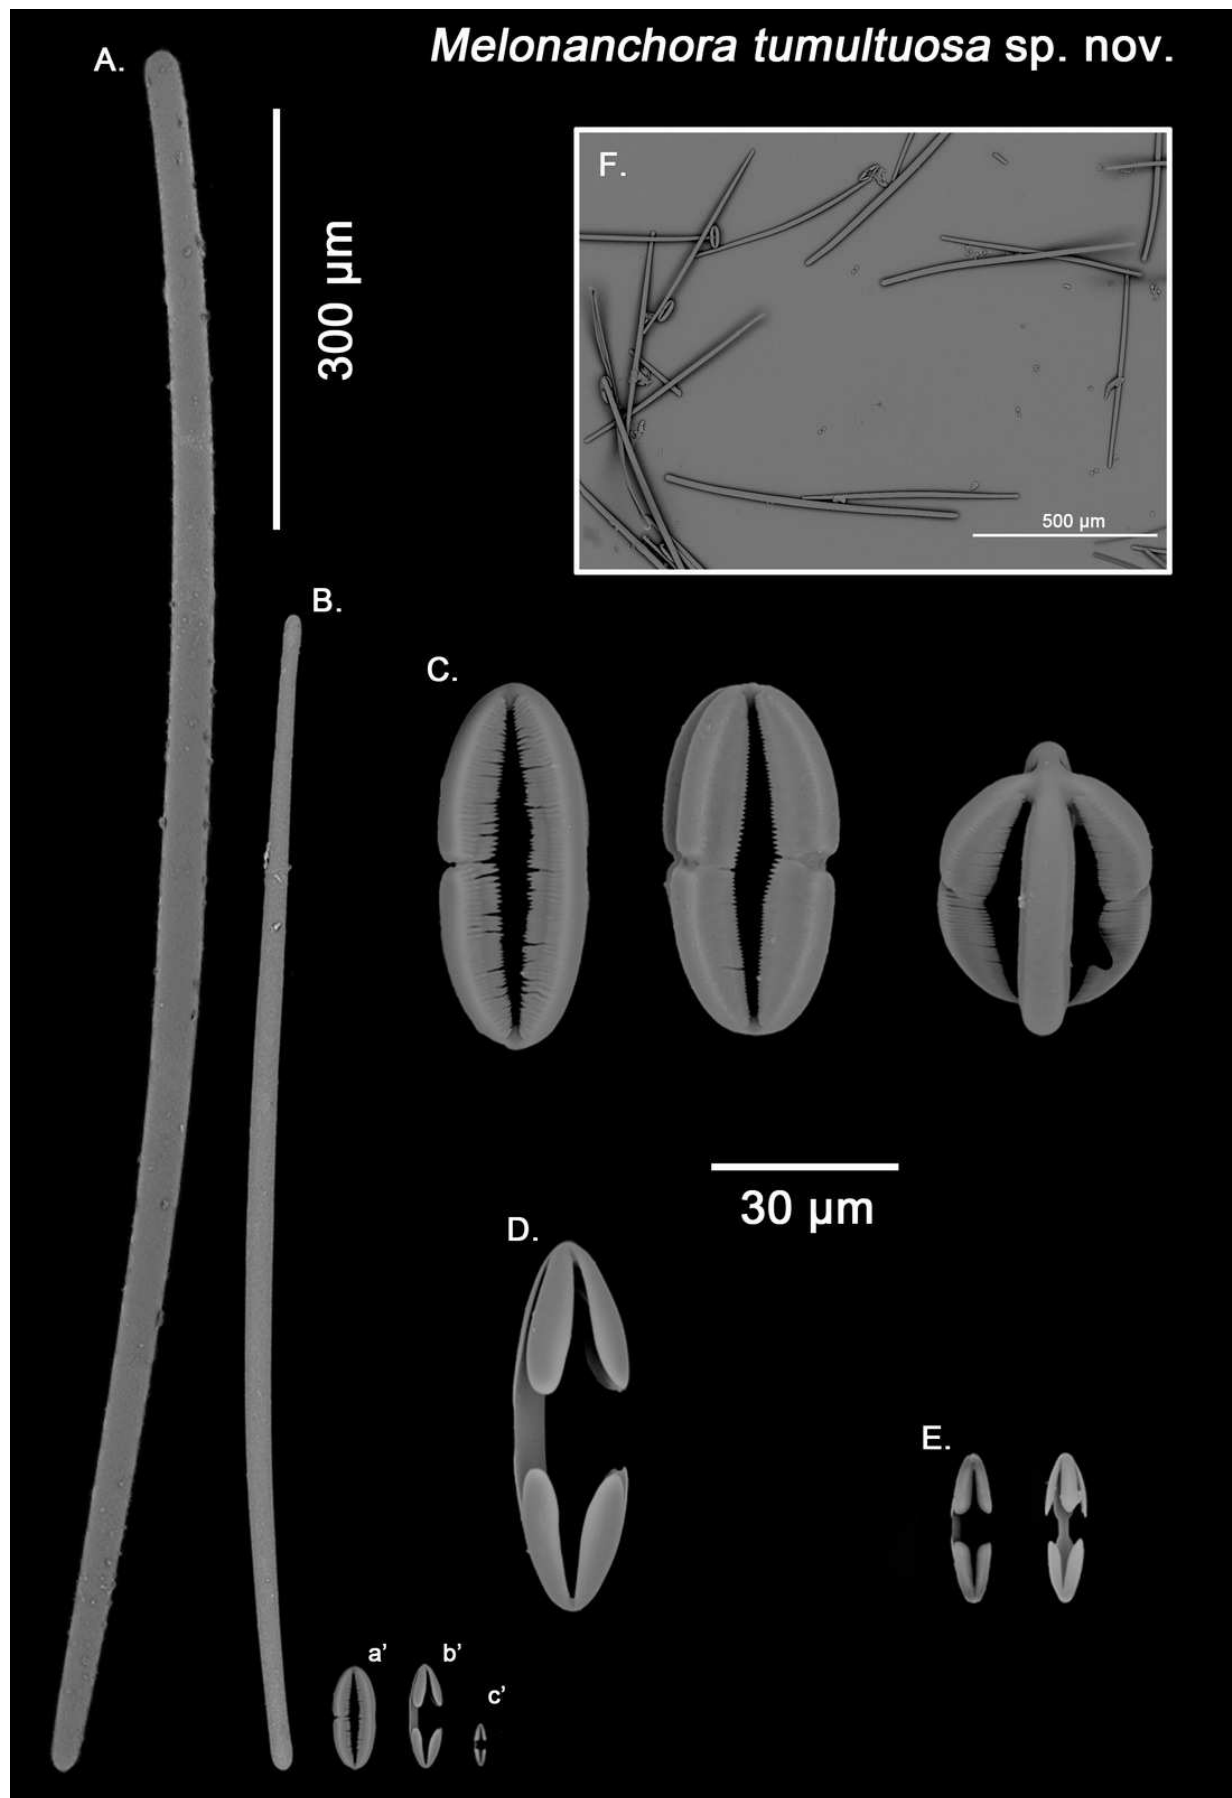 Melonanchora tumultuosa sp. nov.
A.
300 µm
F.
500 µm
B.
C.
30 µm
D.
E.
a’
b’
c’